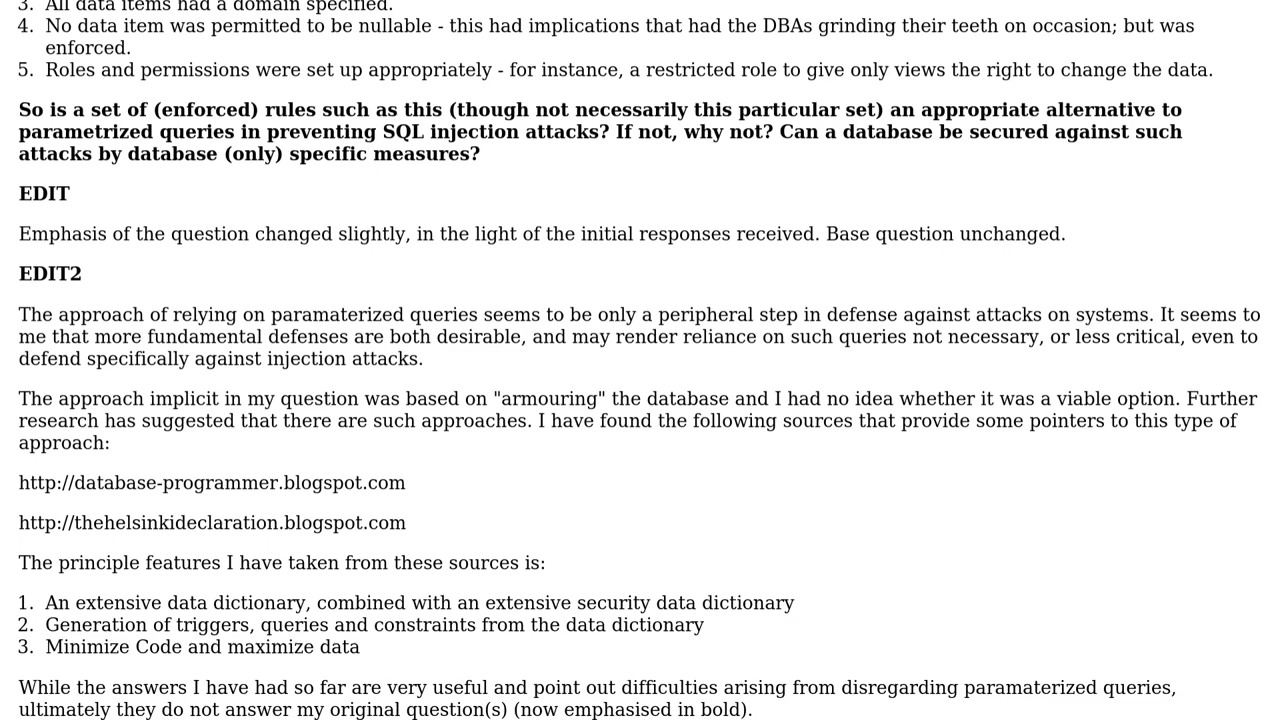 3. All data items had a domain specified.
4. No data item was permitted to be nullable - this had implications that had the DBAs grinding their teeth on occasion; but was
enforced.
5. Roles and permissions were set up appropriately - for instance, a restricted role to give only views the right to change the data.
So is a set of (enforced) rules such as this (though not necessarily this particular set) an appropriate alternative to
parametrized queries in preventing SQL injection attacks? If not, why not? Can a database be secured against such
attacks by database (only) specific measures?
EDIT
Emphasis of the question changed slightly, in the light of the initial responses received. Base question unchanged.
EDIT2
The approach of relying on paramaterized queries seems to be only a peripheral step in defense against attacks on systems. It seems to
me that more fundamental defenses are both desirable, and may render reliance on such queries not necessary, or less critical, even to
defend specifically against injection attacks.
The approach implicit in my question was based on "armouring" the database and I had no idea whether it was a viable option. Further
research has suggested that there are such approaches. I have found the following sources that provide some pointers to this type of
approach:
http://database-programmer.blogspot.com
http://thehelsinkideclaration.blogspot.com
The principle features I have taken from these sources is:
1. An extensive data dictionary, combined with an extensive security data dictionary
2. Generation of triggers, queries and constraints from the data dictionary
3. Minimize Code and maximize data
While the answers I have had so far are very useful and point out difficulties arising from disregarding paramaterized queries,
ultimately they do not answer my original question(s) (now emphasised in bold).